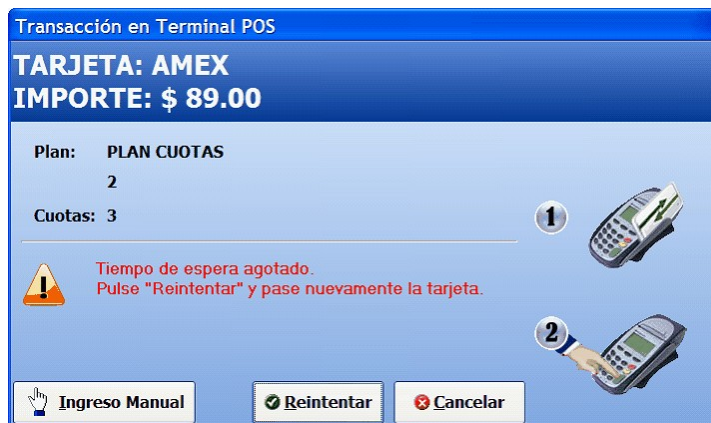 Transacción en Terminal POS
TARJETA: AMEX
IMPORTE: $ 89.00
Plan: PLAN CUOTAS
2
Cuotas: 3
1
Tiempo de espera agotado.
Pulse "Reintentar" y pase nuevamente la tarjeta.
2
Ingreso Manual
Reintentar
Cancelar